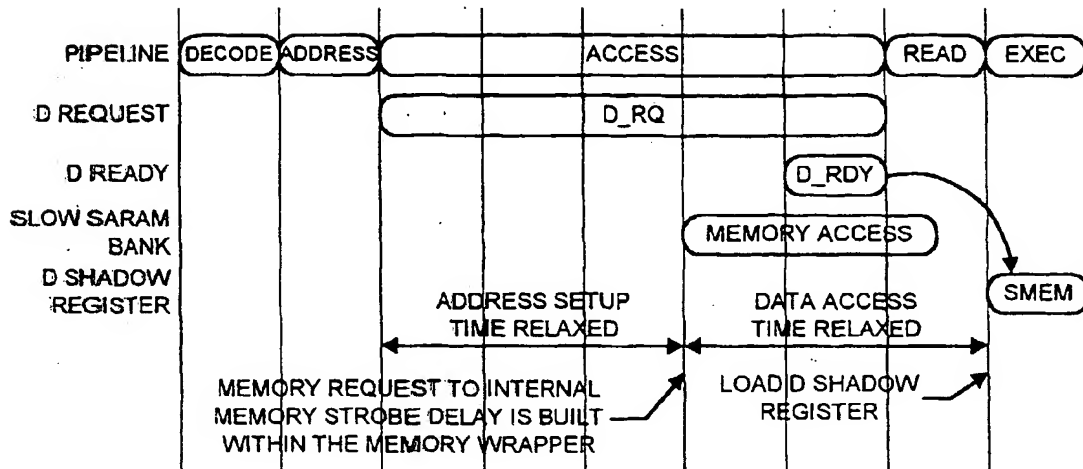 PIPELINE DECODE ADDRESS ACCESS READ EXEC
D REQUEST D_RQ
D READY D_RDY
SLOW SARAM
BANK
MEMORY ACCESS
D SHADOW
REGISTER
SMEM
ADDRESS SETUP
TIME RELAXED
DATA ACCESS
TIME RELAXED
MEMORY REQUEST TO INTERNAL
MEMORY STROBE DELAY IS BUILT
WITHIN THE MEMORY WRAPPER
LOAD D SHADOW
REGISTER